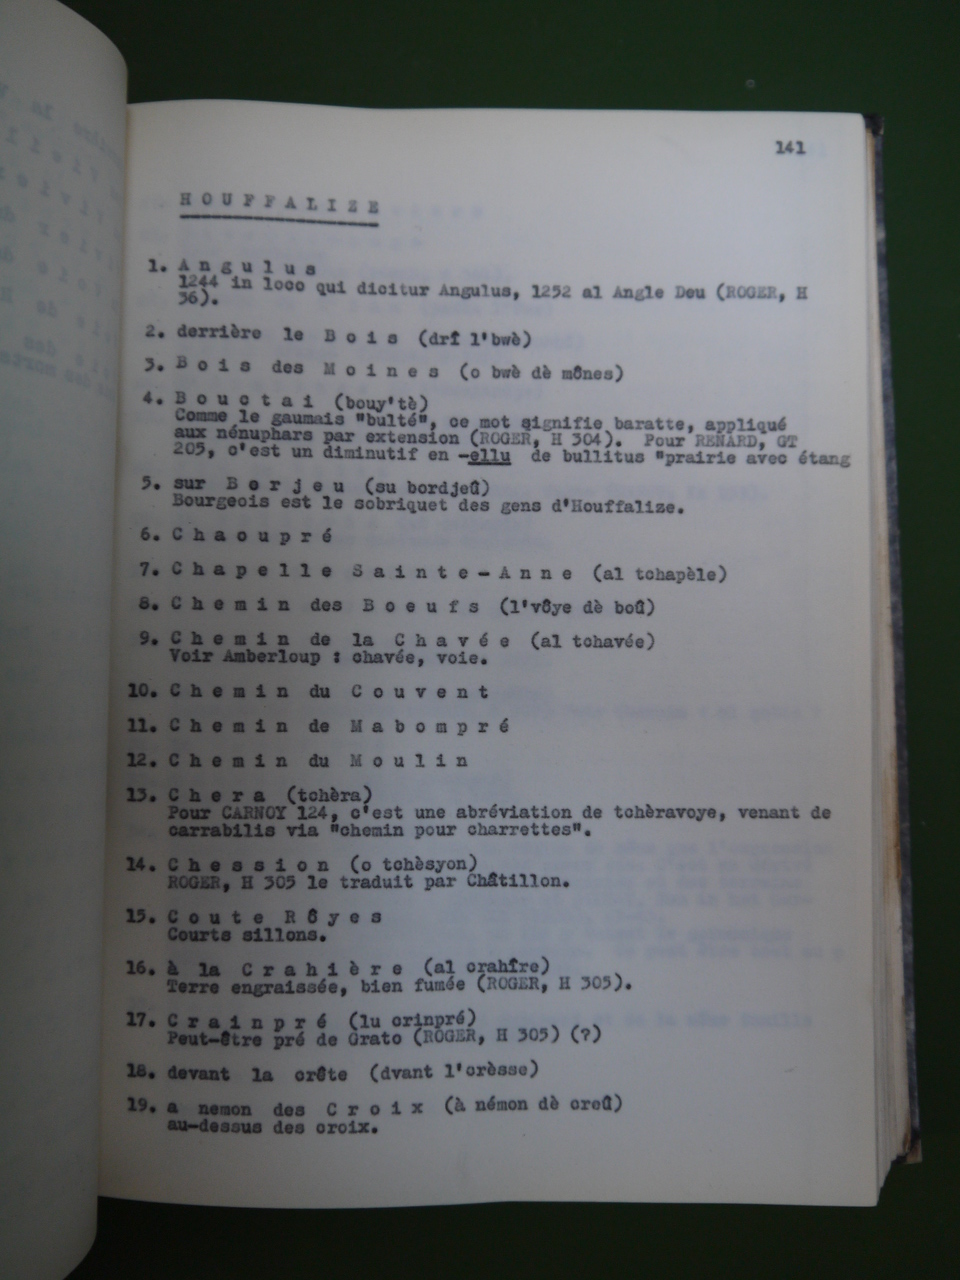 141
HOUFFALIZE
1. Angulus
1244 in loco qui dicitur Angulus, 1252 al Angle Deu (ROGER, H
36).
2. derrière le Bois (drî l'bwè)
3. Bois des Moines (o bwè dè mônes)
4. Bouctai (bouy'tè)
Comme le gaumais "bulté", ce mot signifie baratte, appliqué
aux nénuphars par extension (ROGER, H 304). Pour RENARD, GT
205, c'est un diminutif en -ellu de bullitus "prairie avec étang
5. sur Borjeu (su bordjeû)
Bourgeois est le sobriquet des gens d'Houffalize.
6. Chaoupré
7. Chapelle Sainte-Anne (al tchapèle)
8. Chemin des Boeufs (l'vôye dè boû)
9. Chemin de la Chavée (al tchavée)
Voir Amberloup : chavée, voie.
10. Chemin du Couvent
11. Chemin de Mabompré
12. Chemin du Moulin
13. Chera (tchèra)
Pour CARNOY 124, c'est une abréviation de tchèravoye, venant de
carrabilis via "chemin pour charrettes".
14. Chession (o tchèsyon)
ROGER, H 305 le traduit par Châtillon.
15. Coute Rôyes
Courts sillons.
16. à la Crahière (al crahîre)
Terre engraissée, bien fumée (ROGER, H 305).
17. Crainpré (lu crinpré)
Peut-être pré de Grato (ROGER, H 305) (?)
18. devant la crête (dvant l'crèsse)
19. a nemon des Croix (à némon dè creû)
au-dessus des croix.